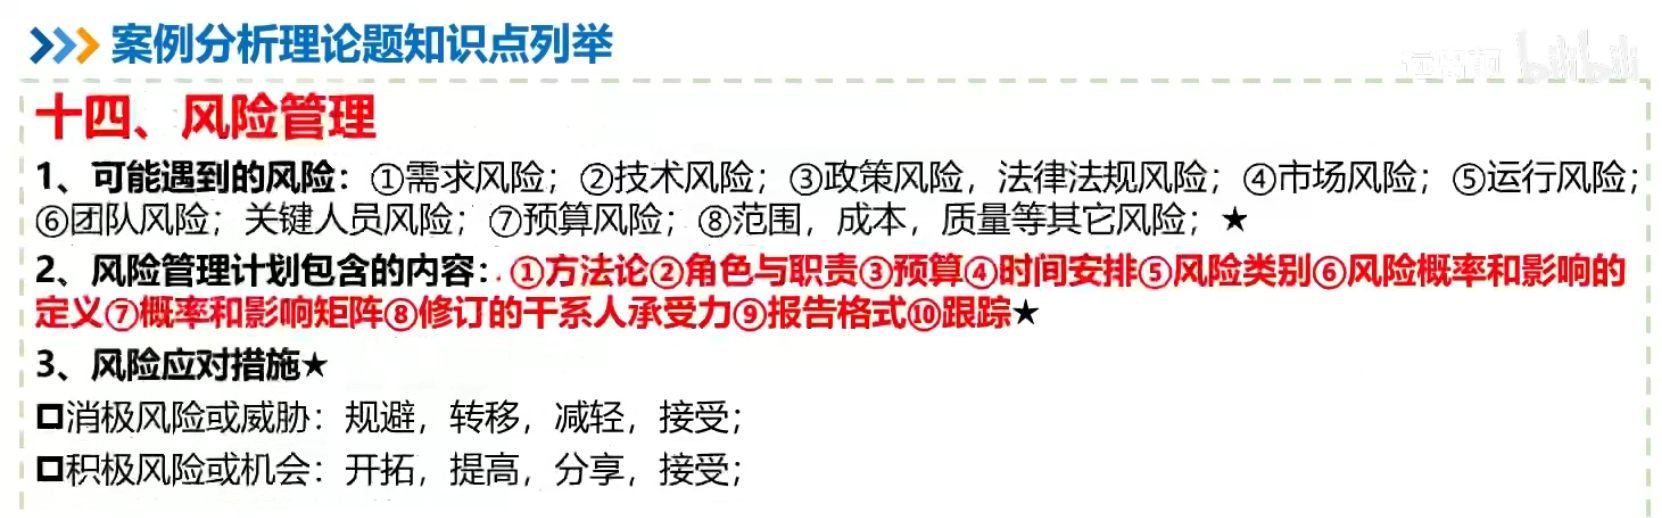 案例分析理论题知识点列举
bilibili
十四、风险管理
1、可能遇到的风险：①需求风险；②技术风险；③政策风险，法律法规风险；④市场风险；⑤运行风险；
⑥团队风险；关键人员风险；⑦预算风险；⑧范围，成本，质量等其它风险；★
2、风险管理计划包含的内容：①方法论②角色与职责③预算④时间安排⑤风险类别⑥风险概率和影响的
定义⑦概率和影响矩阵⑧修订的干系人承受力⑨报告格式⑩跟踪★
3、风险应对措施★
消极风险或威胁：规避，转移，减轻，接受；
积极风险或机会：开拓，提高，分享，接受；